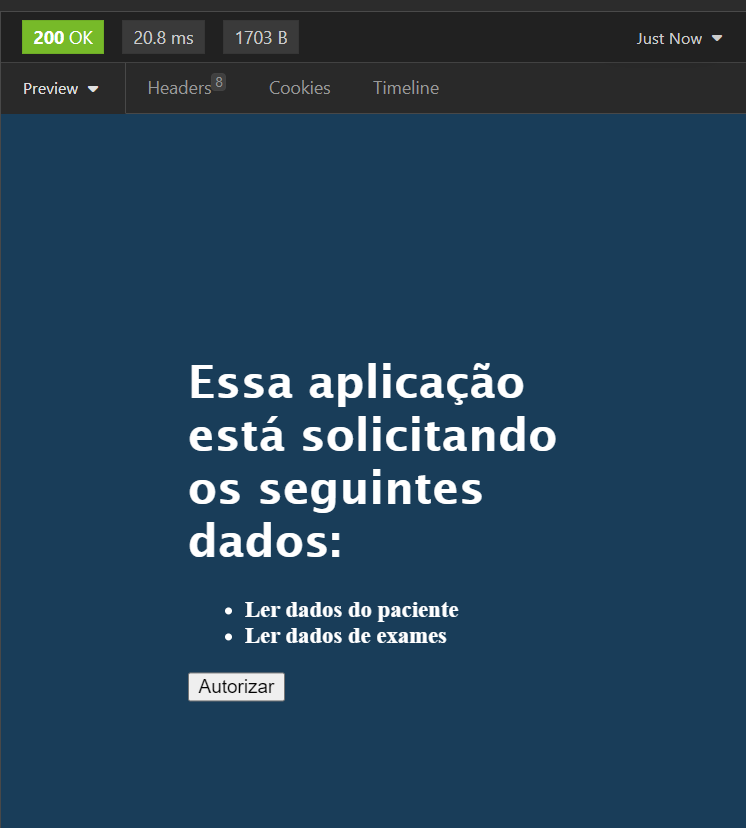 200 OK 20.8 ms 1703 B Just Now
Preview Headers 8 Cookies Timeline
Essa aplicação
está solicitando
os seguintes
dados:
• Ler dados do paciente
• Ler dados de exames
Autorizar